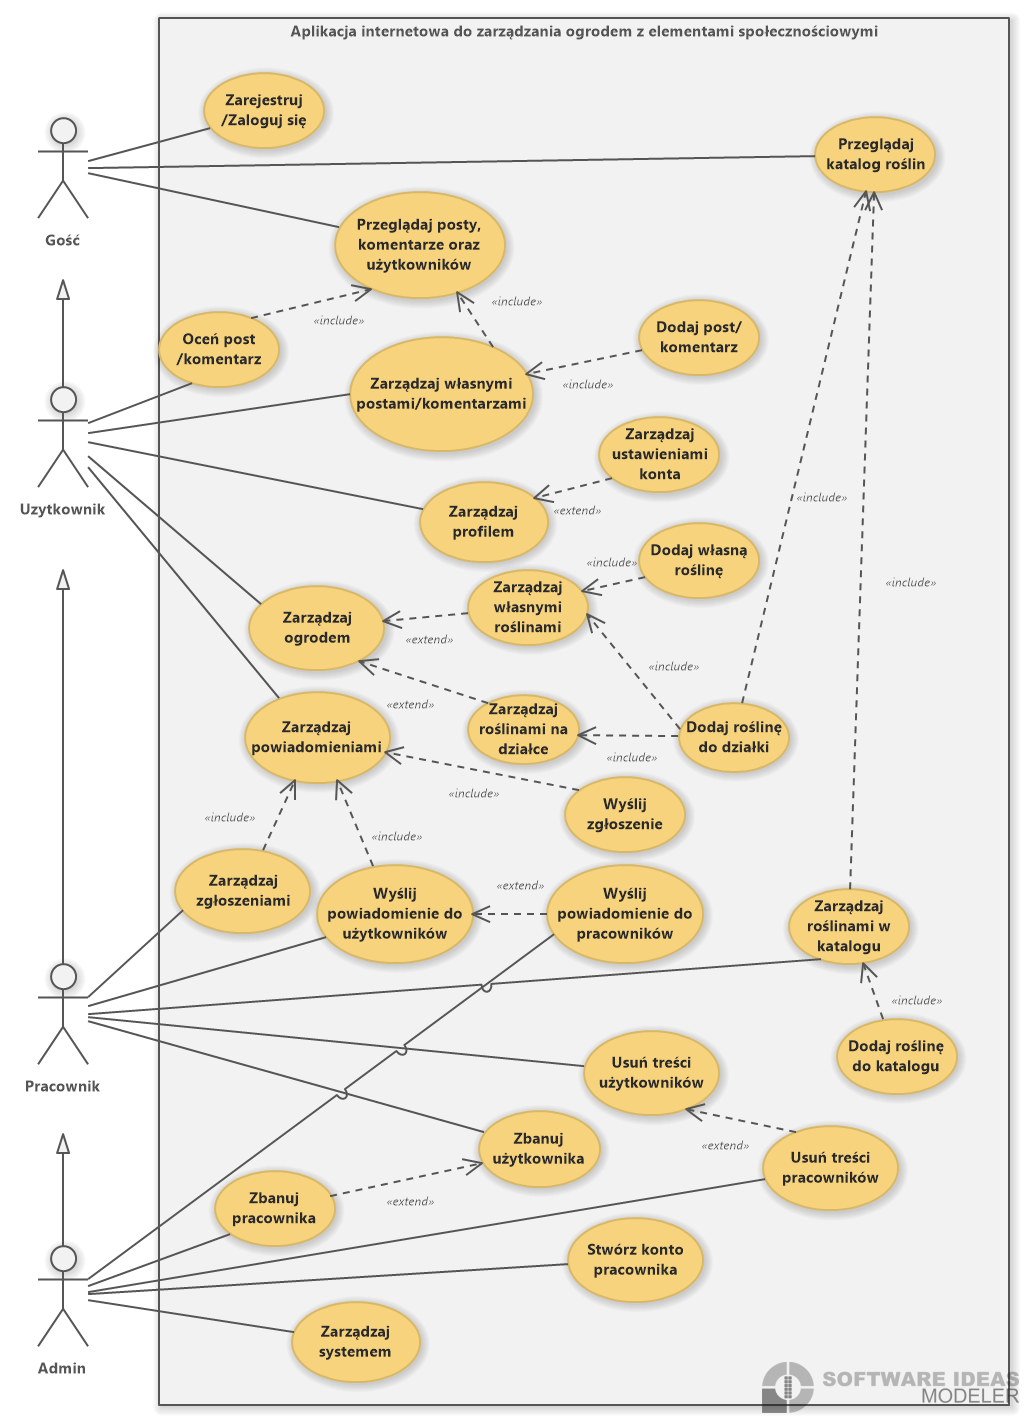 Aplikacja internetowa do zarządzania ogrodem z elementami społecznościowymi
Zarejestruj
/Zaloguj się
Przeglądaj
katalog roślin
Gość
Przeglądaj posty,
komentarze oraz
użytkowników
«include»
«include»
Oceń post
/komentarz
Dodaj post/
komentarz
Zarządzaj własnymi
postami/komentarzami
«include»
Zarządzaj
ustawieniami
konta
«include»
Uzytkownik
Zarządzaj
profilem
«extend»
Dodaj własną
roślinę
«include»
«include»
Zarządzaj
własnymi
roślinami
Zarządzaj
ogrodem
«extend»
«include»
«extend»
Zarządzaj
roślinami na
działce
Dodaj roślinę
do działki
Zarządzaj
powiadomieniami
«include»
«include»
Wyślij
zgłoszenie
«include»
«include»
Zarządzaj
zgłoszeniami
Wyślij
powiadomienie do
użytkowników
«extend»
Wyślij
powiadomienie do
pracowników
Zarządzaj
roślinami w
katalogu
«include»
Dodaj roślinę
do katalogu
Pracownik
Usuń treści
użytkowników
«extend»
Zbanuj
użytkownika
Usuń treści
pracowników
Zbanuj
pracownika
«extend»
Stwórz konto
pracownika
Zarządzaj
systemem
Admin
SOFTWARE IDEAS
MODELER